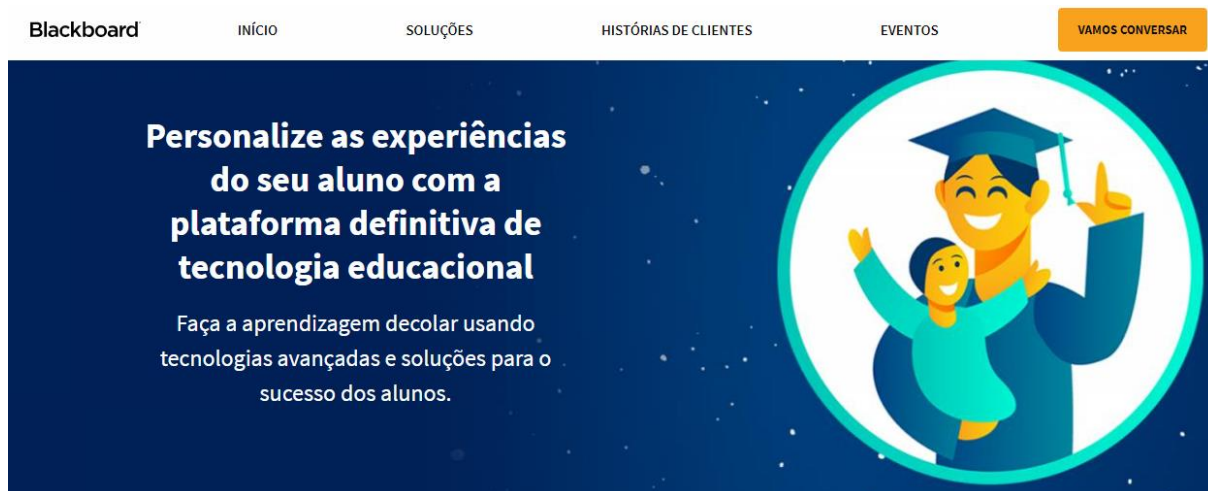 Blackboard
INÍCIO
SOLUÇÕES
HISTÓRIAS DE CLIENTES
EVENTOS
VAMOS CONVERSAR
Personalize as experiências
do seu aluno com a
plataforma definitiva de
tecnologia educacional
Faça a aprendizagem decolar usando
tecnologias avançadas e soluções para o
sucesso dos alunos.